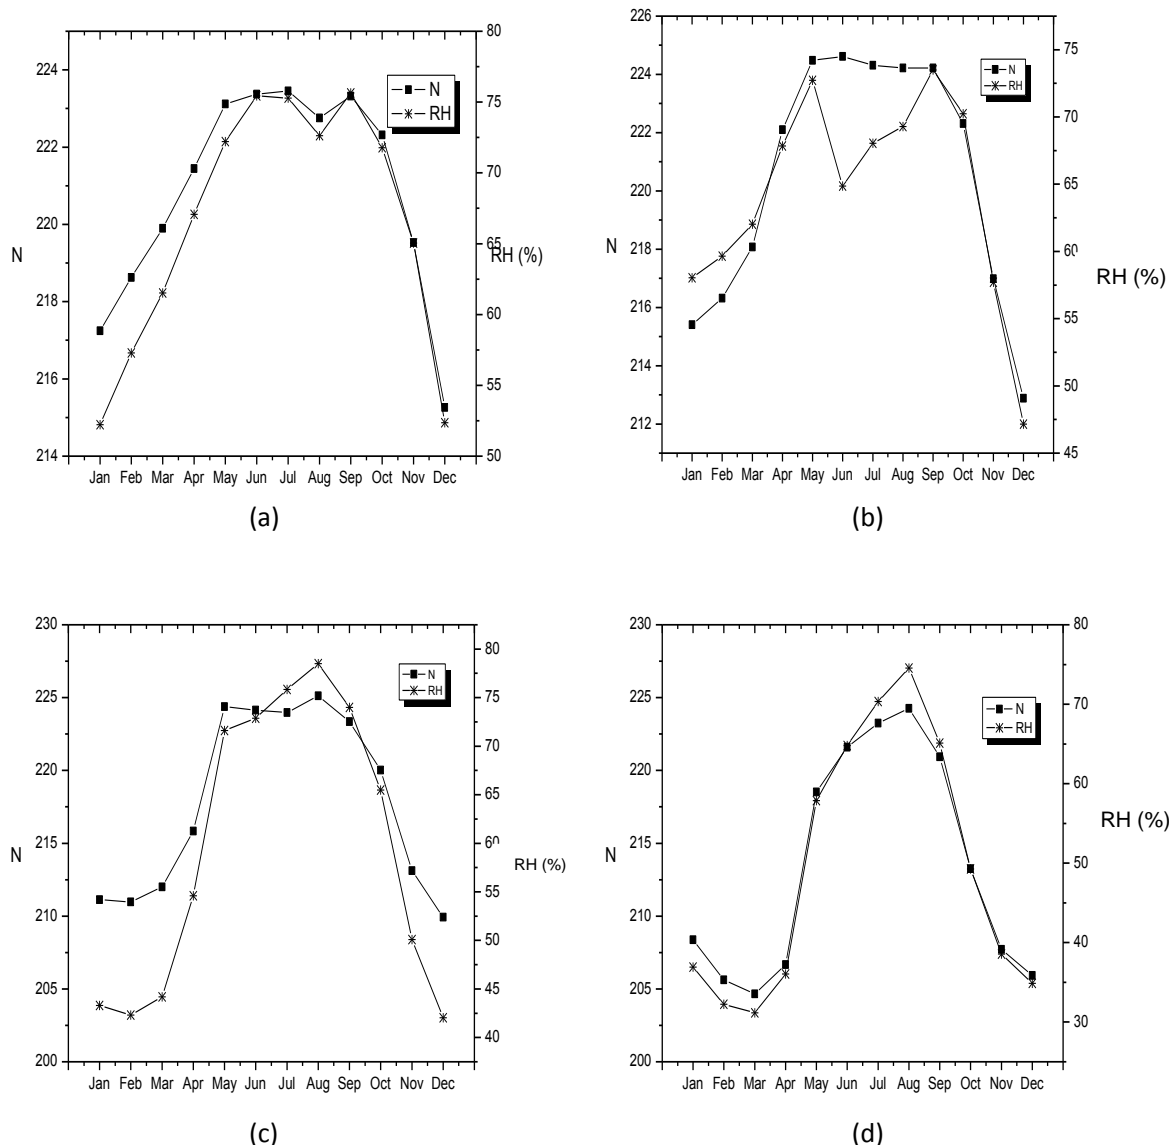 80
224
75
222
70
220
N
65
RH (%)
218
60
216
55
214
50
N
RH
Jan Feb Mar Apr May Jun Jul Aug Sep Oct Nov Dec
(a)
226
224
75
222
70
220
65
N
218
60
RH (%)
216
55
214
50
212
45
N
RH
Jan Feb Mar Apr May Jun Jul Aug Sep Oct Nov Dec
(b)
230
80
225
75
70
220
65
215
60
N
RH (%)
55
210
50
205
45
40
200
N
RH
Jan Feb Mar Apr May Jun Jul Aug Sep Oct Nov Dec
(c)
230
80
225
70
220
60
215
N
RH (%)
50
210
40
205
30
200
N
RH
Jan Feb Mar Apr May Jun Jul Aug Sep Oct Nov Dec
(d)